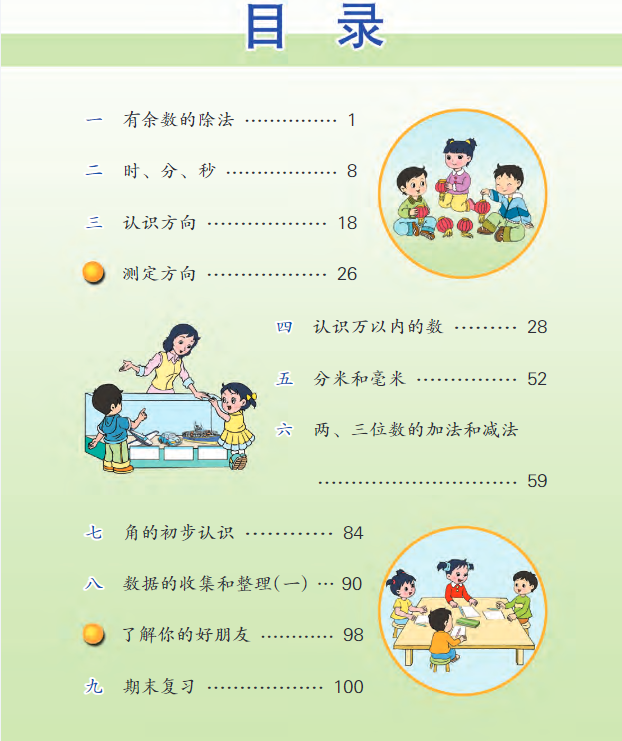 目 录
一 有余数的除法 …………… 1
二 时、分、秒 ……………… 8
三 认识方向 ……………… 18
测定方向 ……………… 26
四 认识万以内的数 ……… 28
五 分米和毫米 …………… 52
六 两、三位数的加法和减法
………………………… 59
七 角的初步认识 ………… 84
八 数据的收集和整理(一) … 90
了解你的好朋友 ………… 98
九 期末复习 ……………… 100